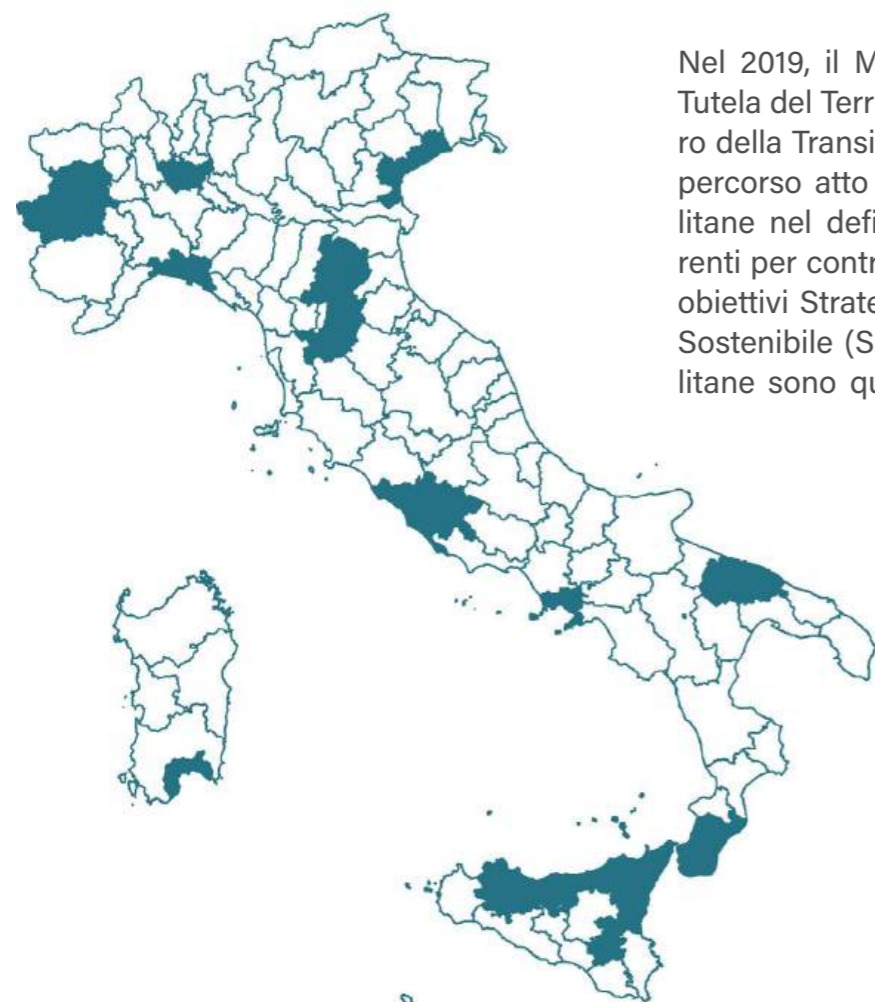 Nel 2019, il M
Tutela del Terr
ro della Transi
percorso atto
litane nel defi
renti per contr
obiettivi Strate
Sostenibile (S
litane sono qu